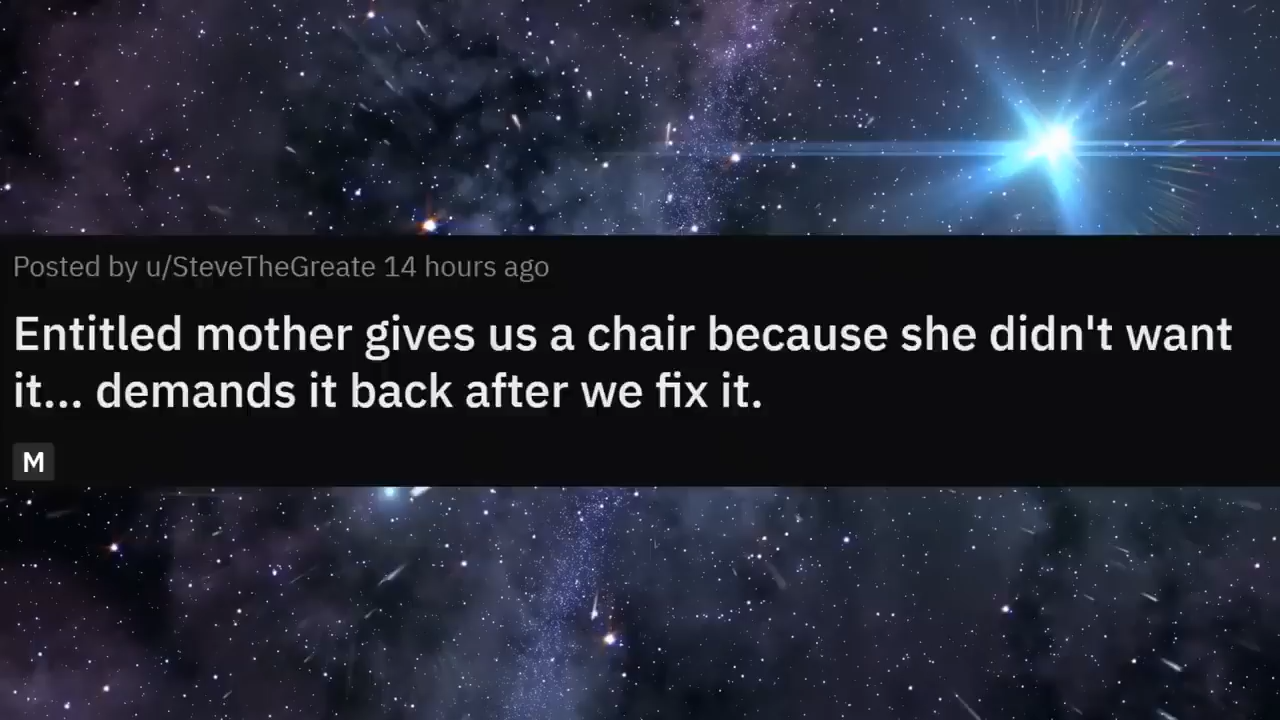 Posted by u/SteveTheGreate 14 hours ago
Entitled mother gives us a chair because she didn't want
it... demands it back after we fix it.
M